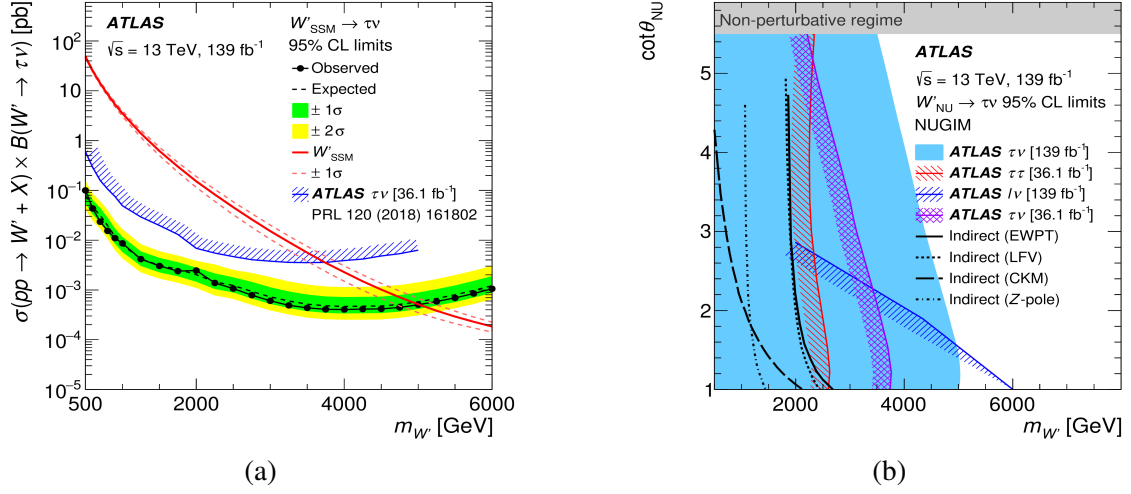 σ(pp → W' + X) × B(W' → τν) [pb]
10²
10
1
10⁻¹
10⁻²
10⁻³
10⁻⁴
10⁻⁵
ATLAS
√s = 13 TeV, 139 fb⁻¹
W'SSM → τν
95% CL limits
Observed
Expected
± 1σ
± 2σ
W'SSM
± 1σ
ATLAS τν [36.1 fb⁻¹]
PRL 120 (2018) 161802
500 2000 4000 6000
mW' [GeV]
(a)
cotθNU
5
4
3
2
1
Non-perturbative regime
ATLAS
√s = 13 TeV, 139 fb⁻¹
W'NU → τν 95% CL limits
NUGIM
ATLAS τν [139 fb⁻¹]
ATLAS ττ [36.1 fb⁻¹]
ATLAS lν [139 fb⁻¹]
ATLAS τν [36.1 fb⁻¹]
Indirect (EWPT)
Indirect (LFV)
Indirect (CKM)
Indirect (Z-pole)
2000 4000 6000
mW' [GeV]
(b)